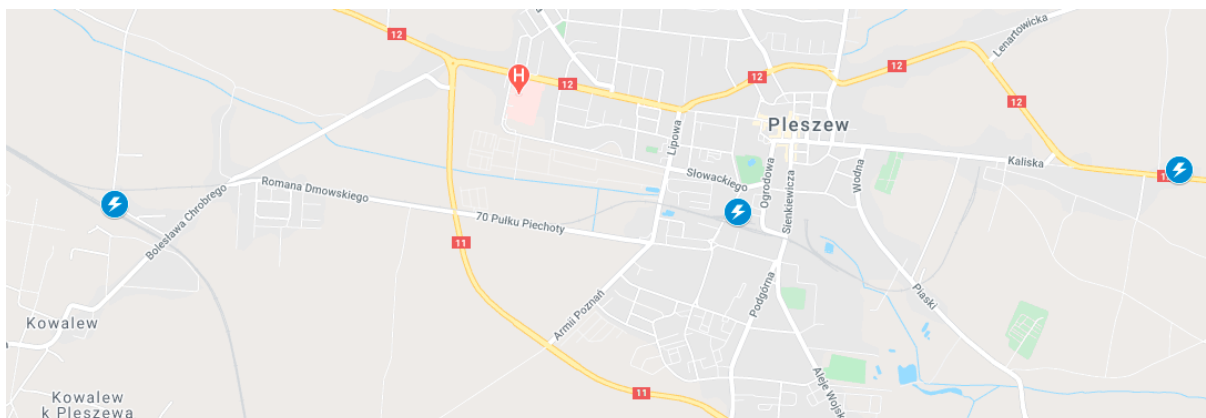 12
H
12
12
12
Lenartowicka
12
Pleszew
Lipowa
Słowackiego
Ogrodowa
Sienkiewicza
Wodna
Kaliska
Romana Dmowskiego
Bolesława Chrobrego
70 Pułku Piechoty
11
Armii Poznań
Podgórna
Piaski
Kowalew
Kowalew
k Pleszewa
11
Aleje Wojsk